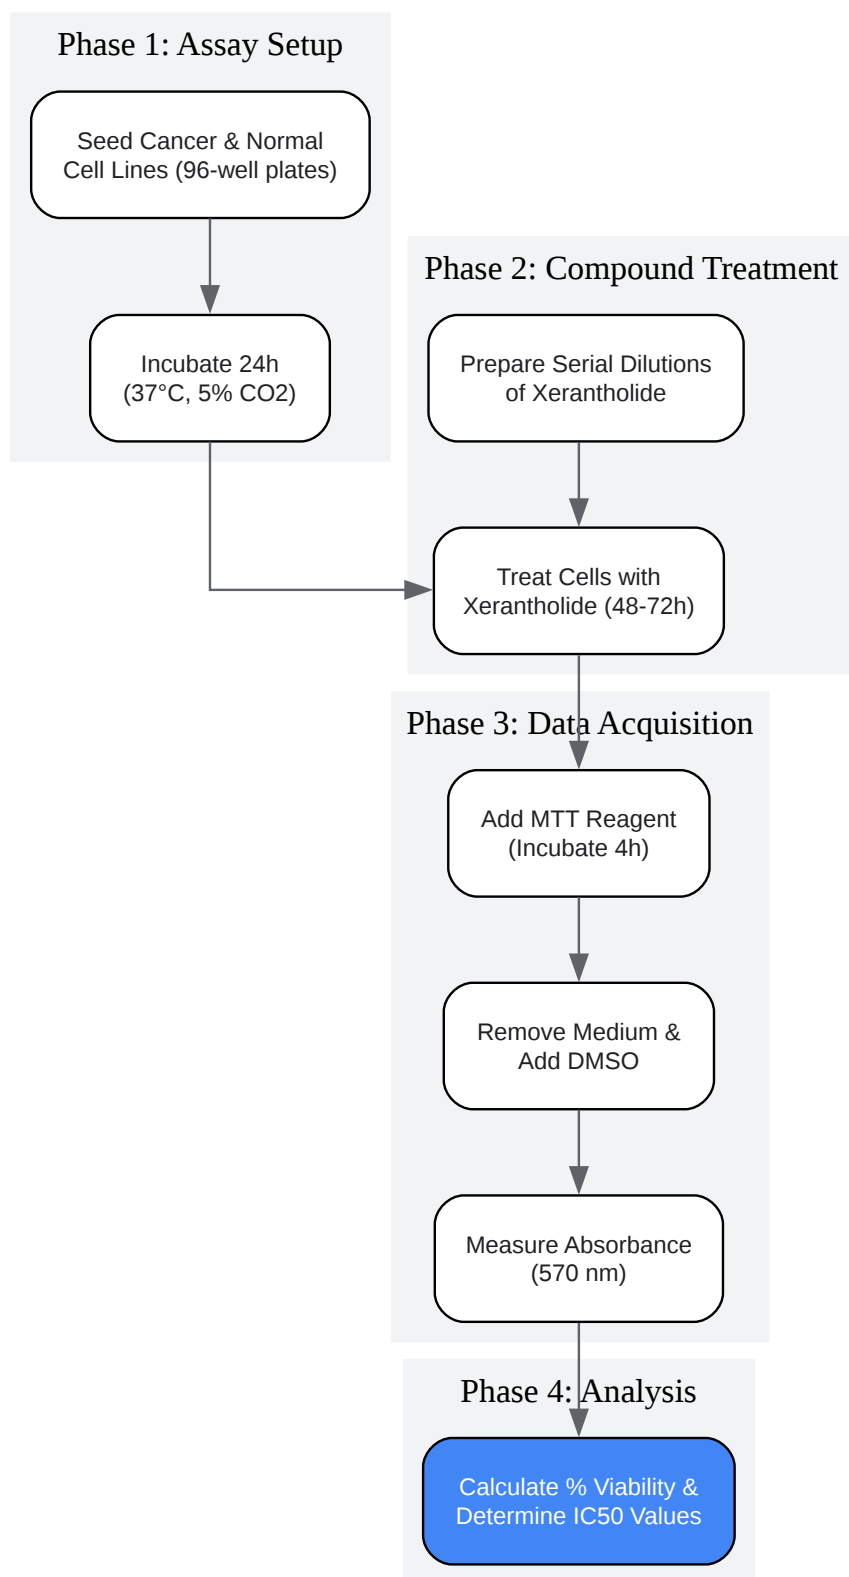 Phase 1: Assay Setup
Seed Cancer & Normal
Cell Lines (96-well plates)
Incubate 24h
(37°C, 5% CO2)
Phase 2: Compound Treatment
Prepare Serial Dilutions
of Xerantholide
Treat Cells with
Xerantholide (48-72h)
Phase 3: Data Acquisition
Add MTT Reagent
(Incubate 4h)
Remove Medium &
Add DMSO
Measure Absorbance
(570 nm)
Phase 4: Analysis
Calculate % Viability &
Determine IC50 Values